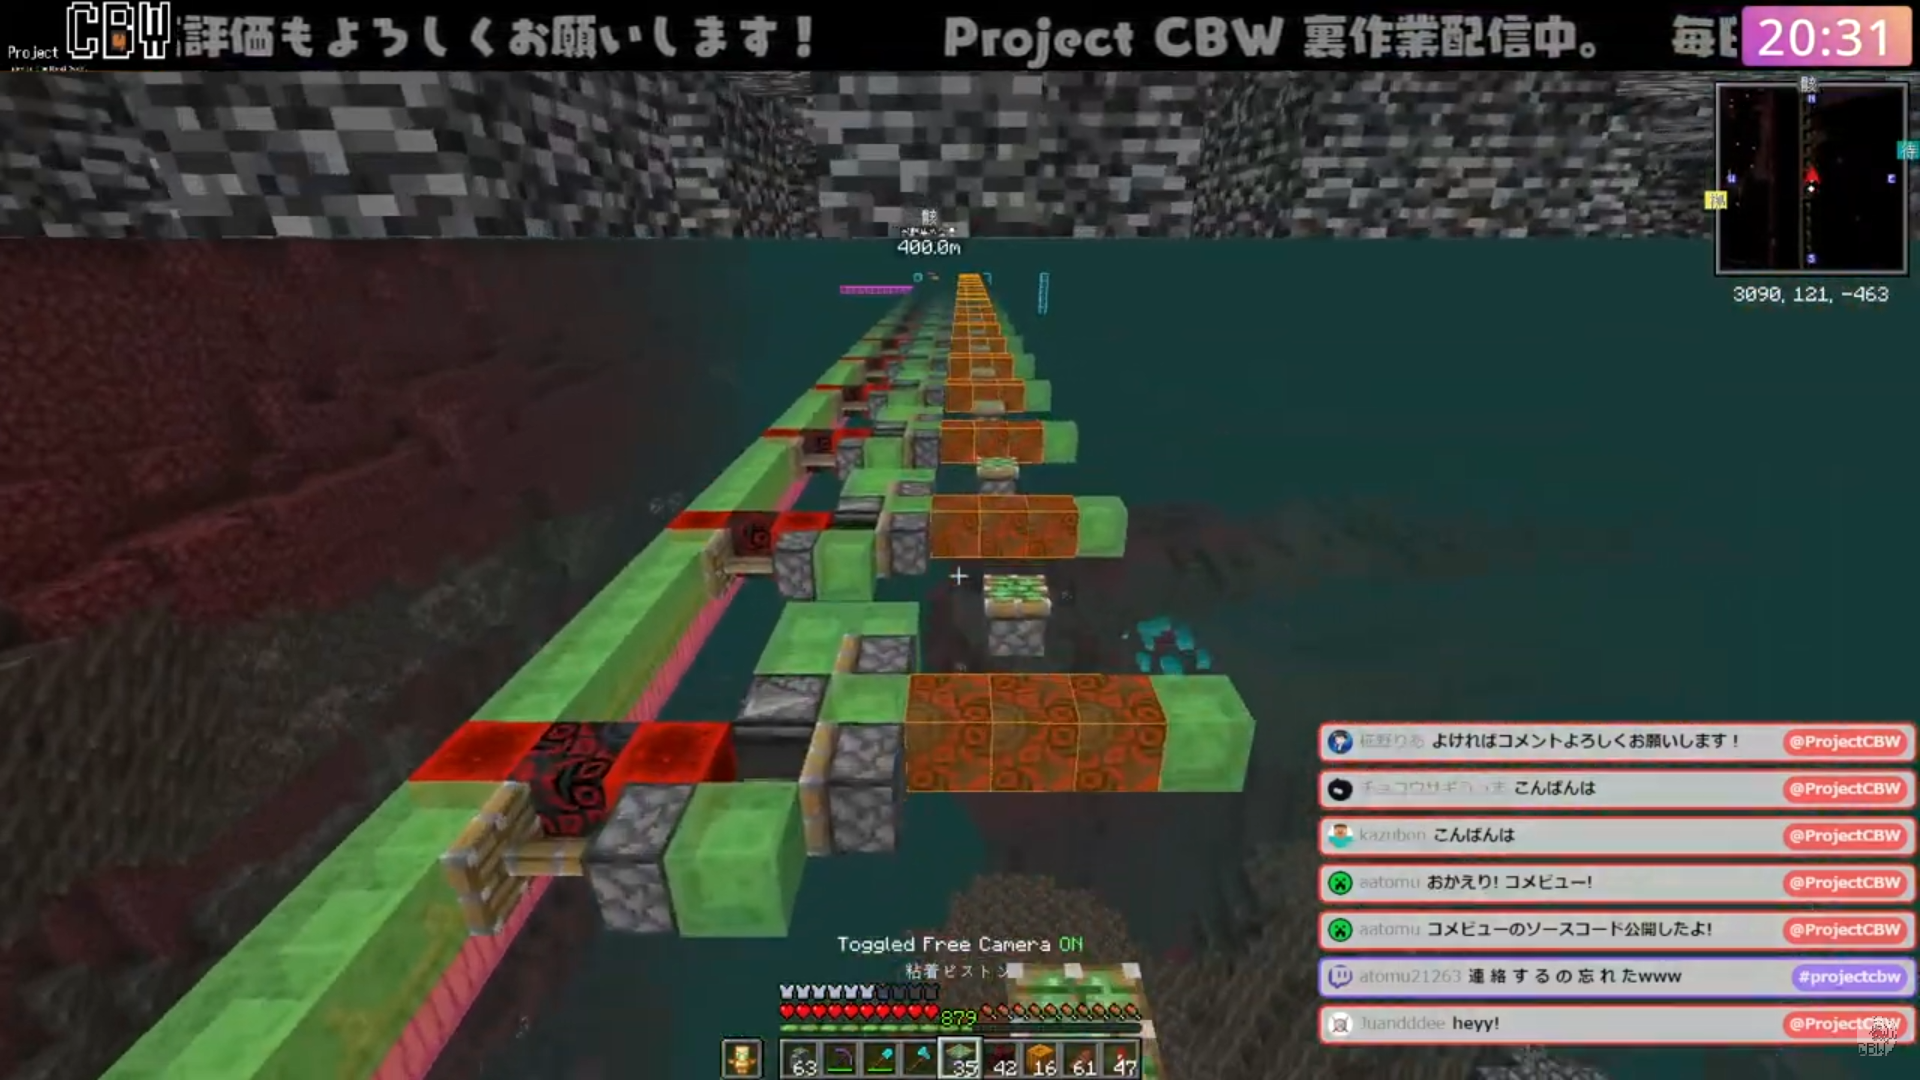 Project CBW
評価もよろしくお願いします！ Project CBW 裏作業配信中。 毎
20:31
骸
N
待
W
E
S
3090, 121, -463
骸
400.0m
よければコメントよろしくお願いします！ @ProjectCBW
こんばんは @ProjectCBW
kazubon こんばんは @ProjectCBW
aatomu おかえり! コメビュー! @ProjectCBW
aatomu コメビューのソースコード公開したよ! @ProjectCBW
atomu21263 連絡するの忘れたwww #projectcbw
Juandddee heyy! @ProjectCBW
Toggled Free Camera ON
粘着ピストン
879
63 35 42 16 61 47
CBW